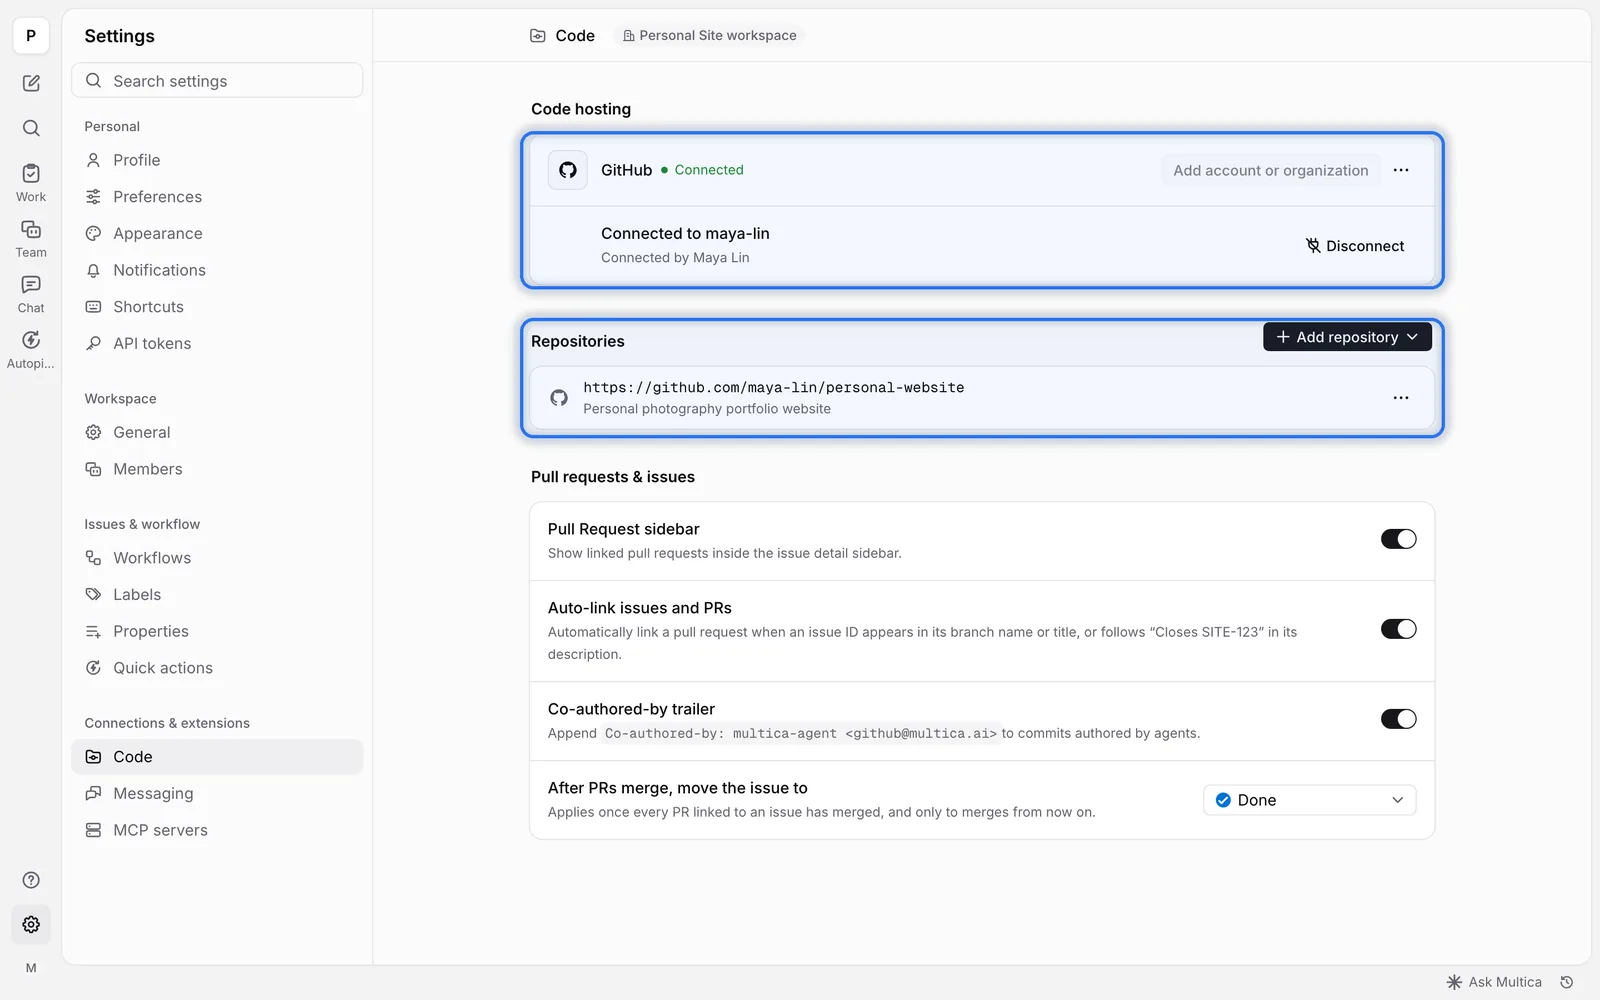 P
Work
Team
Chat
Autopi...
M
Settings
Search settings
Personal
Profile
Preferences
Appearance
Notifications
Shortcuts
API tokens
Workspace
General
Members
Issues & workflow
Workflows
Labels
Properties
Quick actions
Connections & extensions
Code
Messaging
MCP servers
Code
Personal Site workspace
Code hosting
GitHub
Connected
Add account or organization
Connected to maya-lin
Connected by Maya Lin
Disconnect
Repositories
Add repository
https://github.com/maya-lin/personal-website
Personal photography portfolio website
Pull requests & issues
Pull Request sidebar
Show linked pull requests inside the issue detail sidebar.
Auto-link issues and PRs
Automatically link a pull request when an issue ID appears in its branch name or title, or follows “Closes SITE-123” in its
description.
Co-authored-by trailer
Append Co-authored-by: multica-agent <github@multica.ai> to commits authored by agents.
After PRs merge, move the issue to
Applies once every PR linked to an issue has merged, and only to merges from now on.
Done
Ask Multica